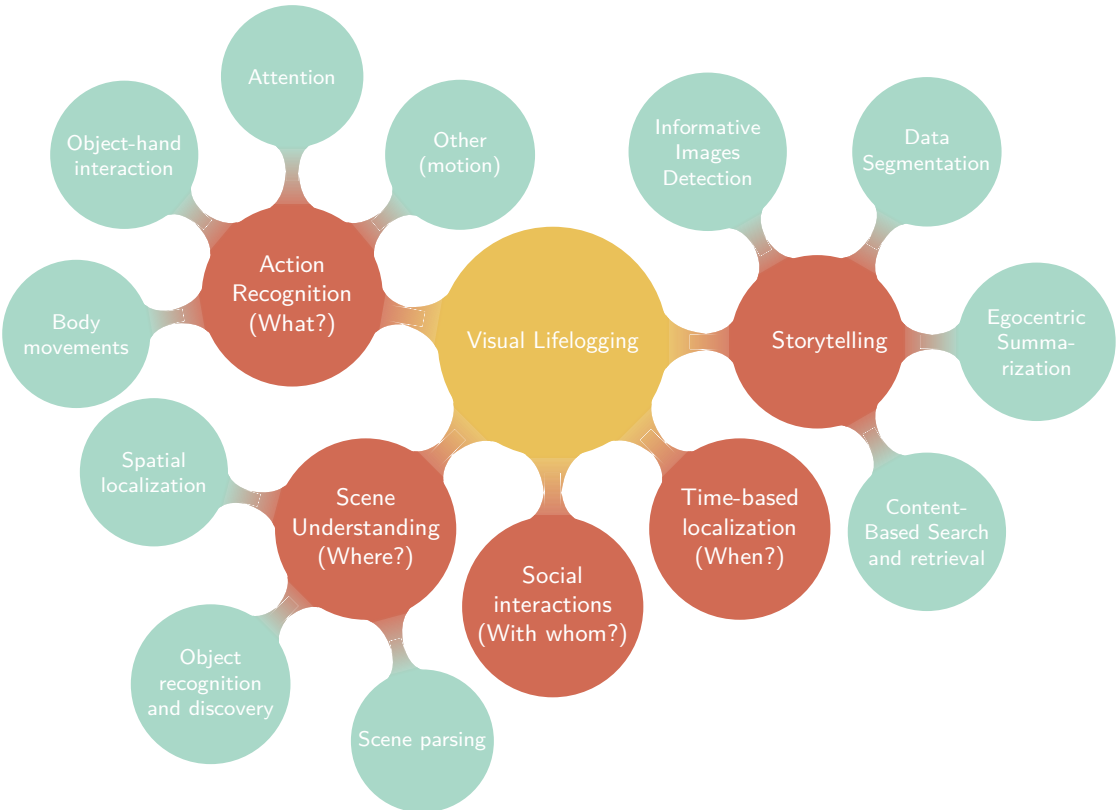 Attention
Object-hand
interaction
Other
(motion)
Informative
Images
Detection
Data
Segmentation
Action
Recognition
(What?)
Body
movements
Visual Lifelogging
Storytelling
Egocentric
Summa-
rization
Spatial
localization
Scene
Understanding
(Where?)
Social
interactions
(With whom?)
Time-based
localization
(When?)
Content-
Based Search
and retrieval
Object
recognition
and discovery
Scene parsing